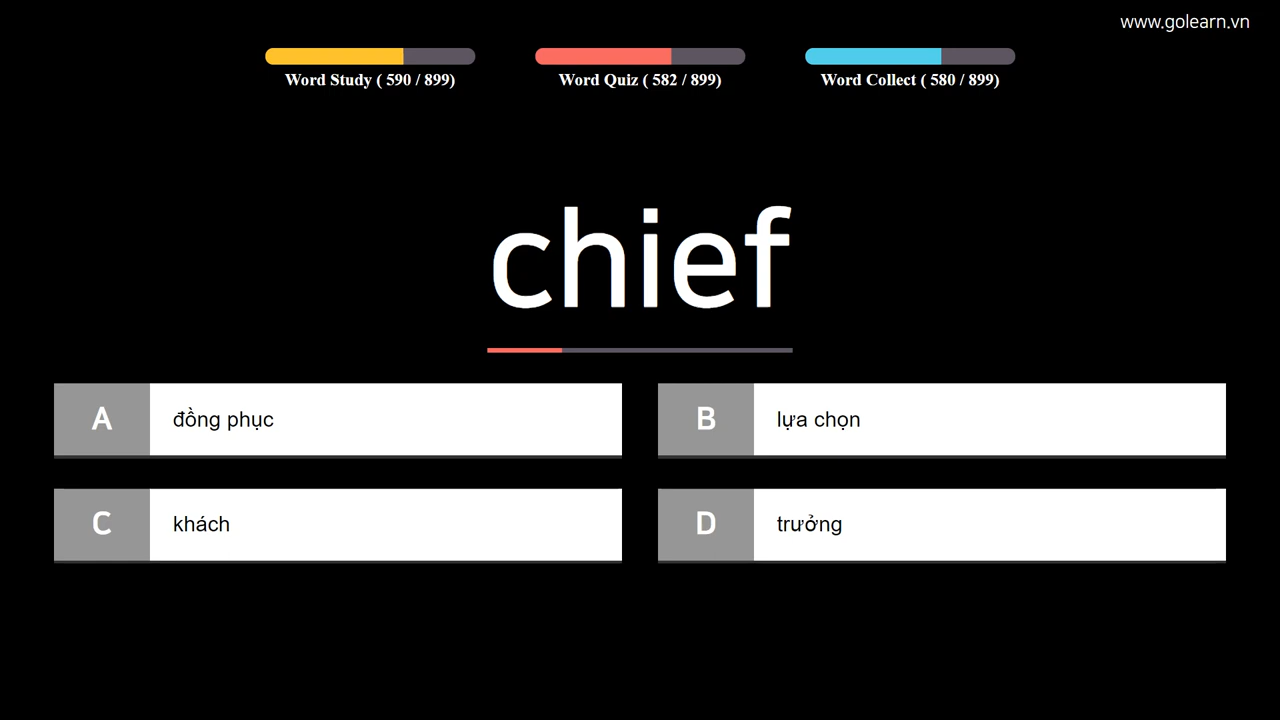 www.golearn.vn
Word Study ( 590 / 899)
Word Quiz ( 582 / 899)
Word Collect ( 580 / 899)
chief
A đồng phục
B lựa chọn
C khách
D trưởng